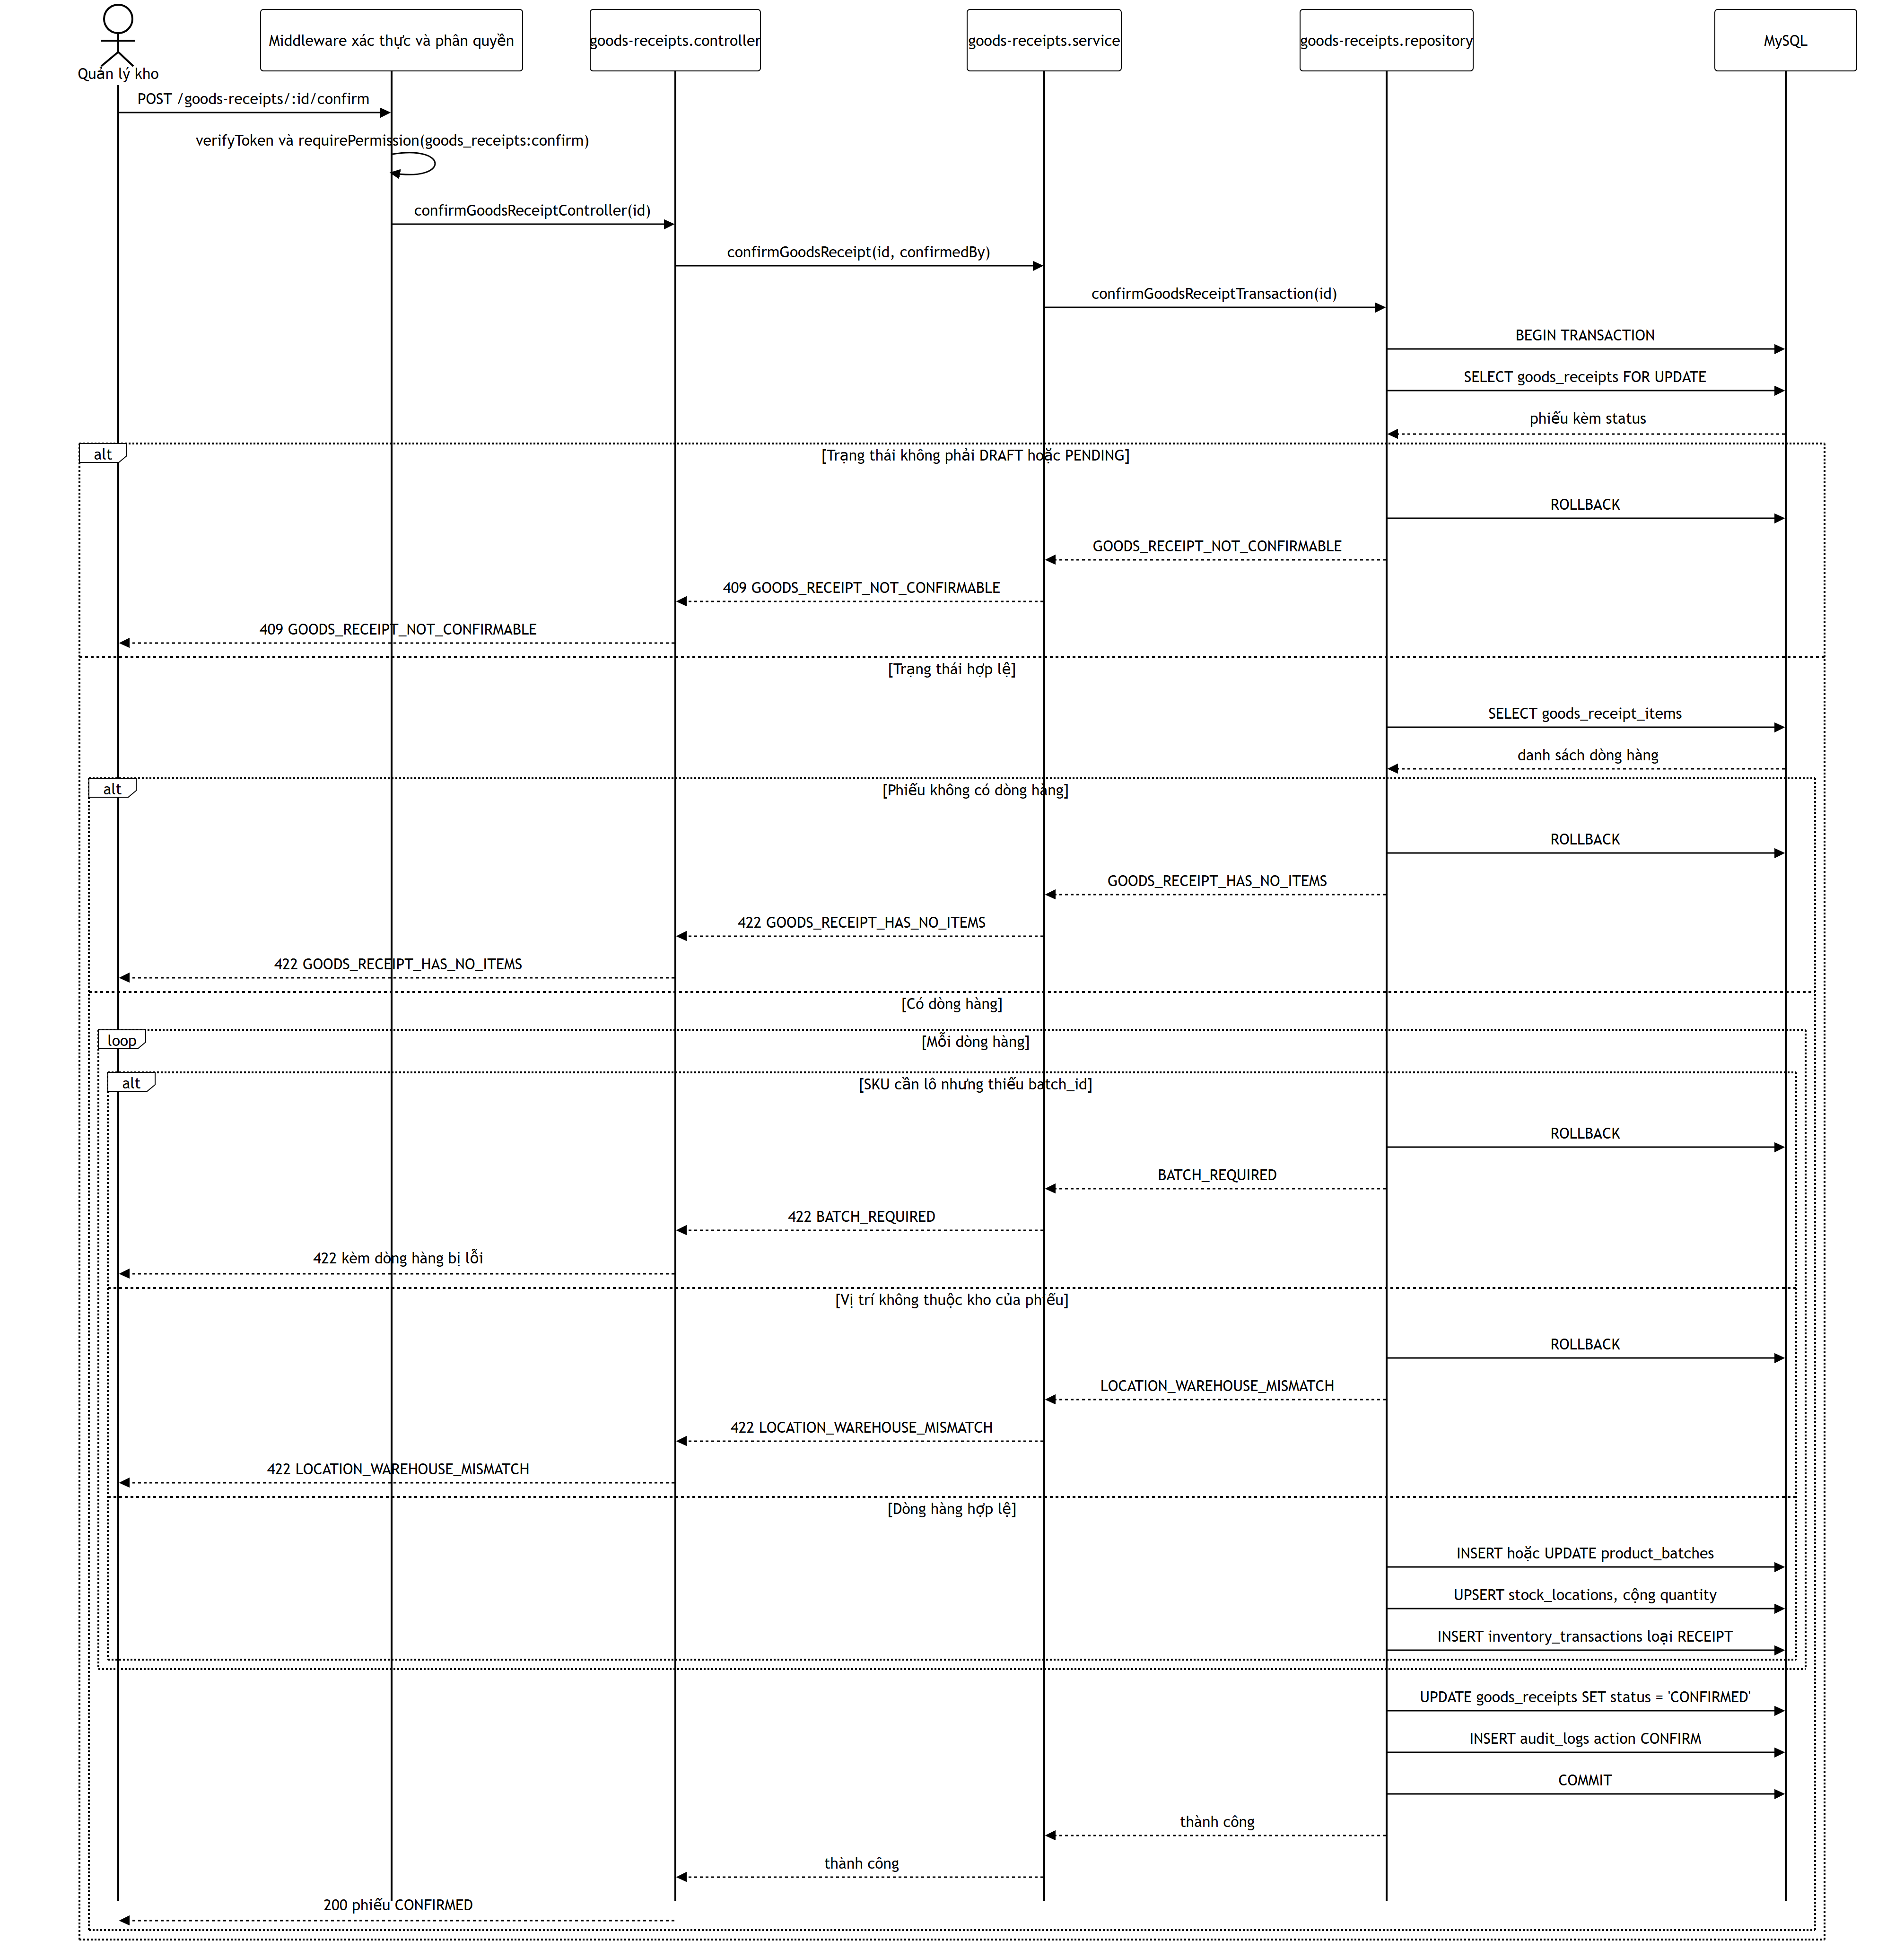 Quản lý kho
Middleware xác thực và phân quyền
goods-receipts.controller
goods-receipts.service
goods-receipts.repository
MySQL
POST /goods-receipts/:id/confirm
verifyToken và requirePermission(goods_receipts:confirm)
confirmGoodsReceiptController(id)
confirmGoodsReceipt(id, confirmedBy)
confirmGoodsReceiptTransaction(id)
BEGIN TRANSACTION
SELECT goods_receipts FOR UPDATE
phiếu kèm status
alt
[Trạng thái không phải DRAFT hoặc PENDING]
ROLLBACK
GOODS_RECEIPT_NOT_CONFIRMABLE
409 GOODS_RECEIPT_NOT_CONFIRMABLE
409 GOODS_RECEIPT_NOT_CONFIRMABLE
[Trạng thái hợp lệ]
SELECT goods_receipt_items
danh sách dòng hàng
alt
[Phiếu không có dòng hàng]
ROLLBACK
GOODS_RECEIPT_HAS_NO_ITEMS
422 GOODS_RECEIPT_HAS_NO_ITEMS
422 GOODS_RECEIPT_HAS_NO_ITEMS
[Có dòng hàng]
loop
[Mỗi dòng hàng]
alt
[SKU cần lô nhưng thiếu batch_id]
ROLLBACK
BATCH_REQUIRED
422 BATCH_REQUIRED
422 kèm dòng hàng bị lỗi
[Vị trí không thuộc kho của phiếu]
ROLLBACK
LOCATION_WAREHOUSE_MISMATCH
422 LOCATION_WAREHOUSE_MISMATCH
422 LOCATION_WAREHOUSE_MISMATCH
[Dòng hàng hợp lệ]
INSERT hoặc UPDATE product_batches
UPSERT stock_locations, cộng quantity
INSERT inventory_transactions loại RECEIPT
UPDATE goods_receipts SET status = 'CONFIRMED'
INSERT audit_logs action CONFIRM
COMMIT
thành công
thành công
200 phiếu CONFIRMED